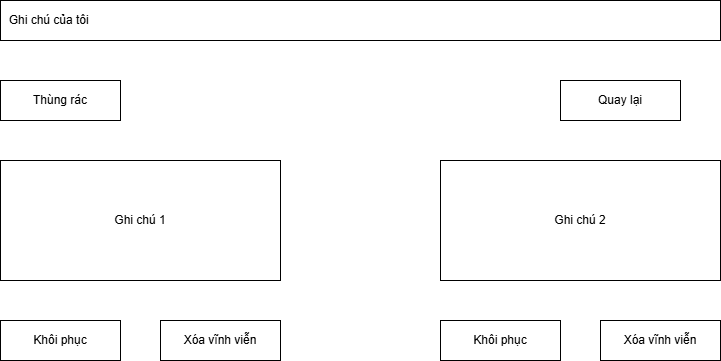 Ghi chú của tôi
Thùng rác
Quay lại
Ghi chú 1
Ghi chú 2
Khôi phục
Xóa vĩnh viễn
Khôi phục
Xóa vĩnh viễn